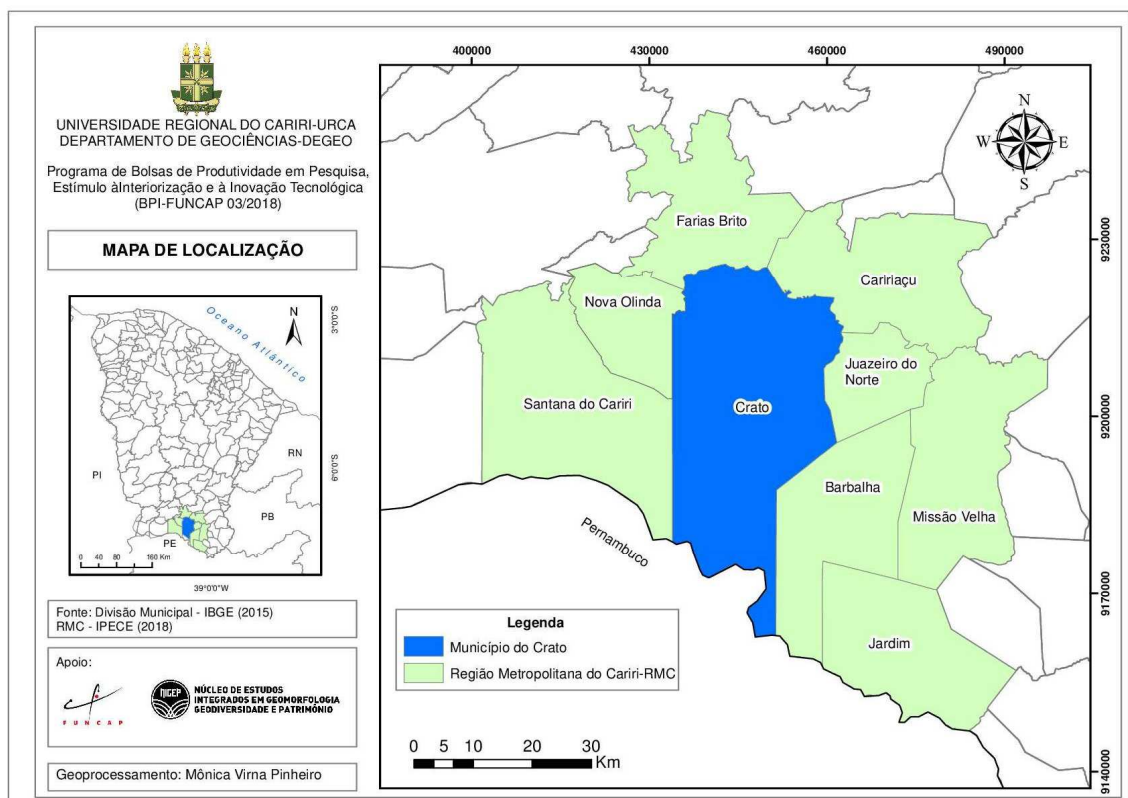 UNIVERSIDADE REGIONAL DO CARIRI-URCA
DEPARTAMENTO DE GEOCIÊNCIAS-DEGEO
Programa de Bolsas de Produtividade em Pesquisa,
Estímulo àInteriorização e à Inovação Tecnológica
(BPI-FUNCAP 03/2018)
MAPA DE LOCALIZAÇÃO
Oceano Atlântico
N
3°0'0"S
6°0'0"S
PI
RN
PB
PE
0 40 80 160 Km
39°0'0"W
Fonte: Divisão Municipal - IBGE (2015)
RMC - IPECE (2018)
Apoio:
FUNCAP
NIGEP
NÚCLEO DE ESTUDOS
INTEGRADOS EM GEOMORFOLOGIA
GEODIVERSIDADE E PATRIMÔNIO
Geoprocessamento: Mônica Virna Pinheiro
400000 430000 460000 490000
N
W E
S
9230000
9200000
9170000
9140000
Farias Brito
Caririaçu
Nova Olinda
Juazeiro do
Norte
Santana do Cariri
Crato
Barbalha
Missão Velha
Pernambuco
Jardim
Legenda
Município do Crato
Região Metropolitana do Cariri-RMC
0 5 10 20 30
Km